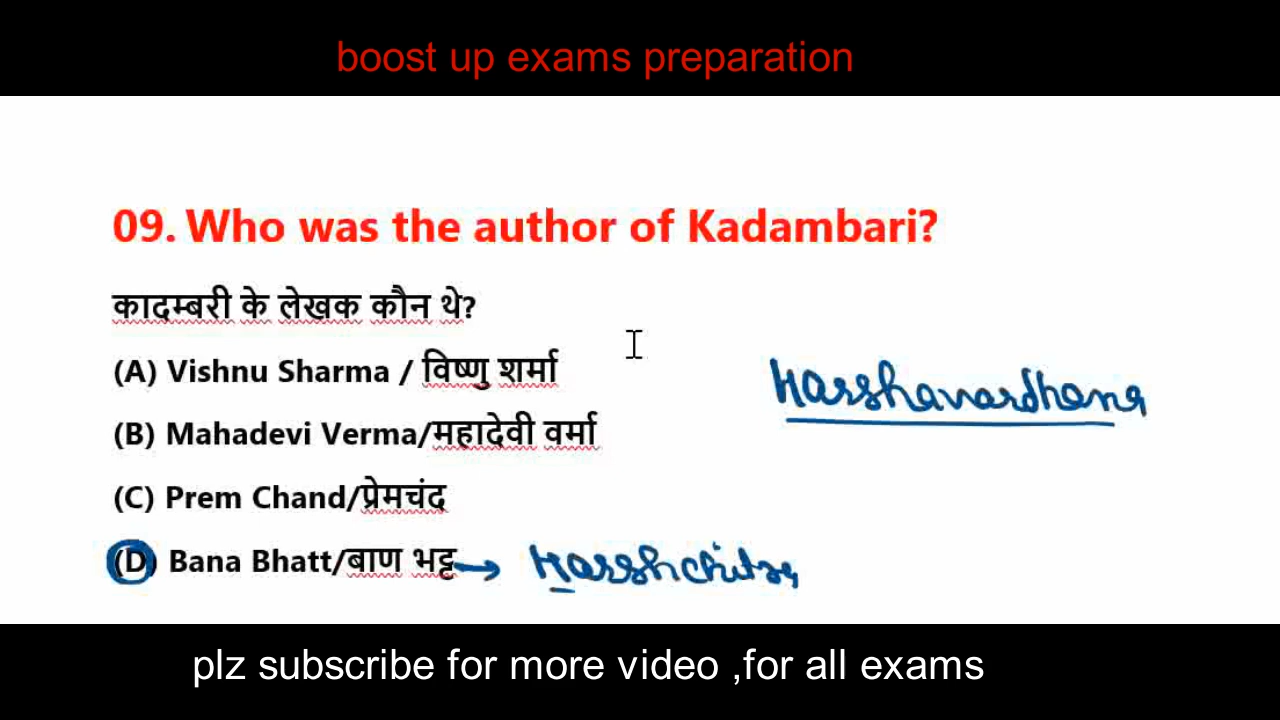 boost up exams preparation
09. Who was the author of Kadambari?
कादम्बरी के लेखक कौन थे?
(A) Vishnu Sharma / विष्णु शर्मा
Harshavardhana
(B) Mahadevi Verma/महादेवी वर्मा
(C) Prem Chand/प्रेमचंद
(D) Bana Bhatt/बाण भट्ट → Harshchitra
plz subscribe for more video ,for all exams